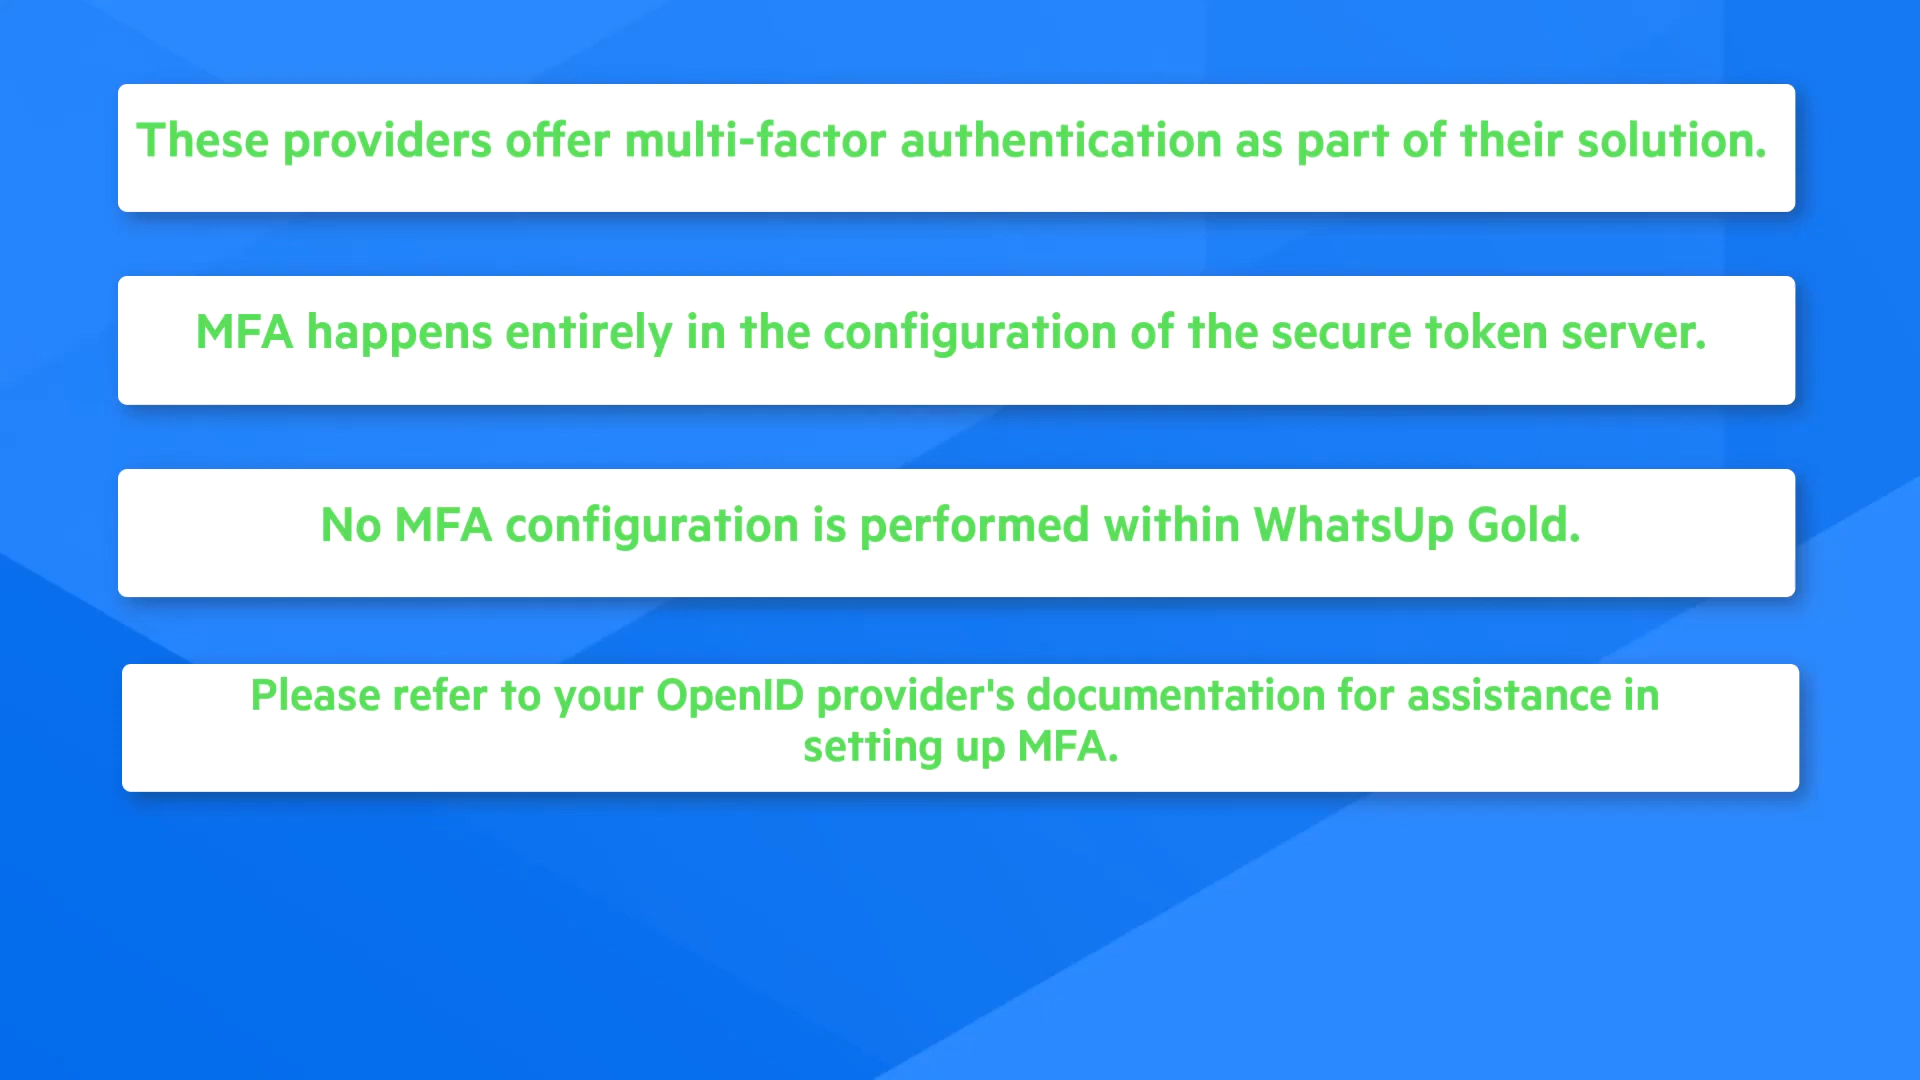 These providers offer multi-factor authentication as part of their solution.
MFA happens entirely in the configuration of the secure token server.
No MFA configuration is performed within WhatsUp Gold.
Please refer to your OpenID provider's documentation for assistance in
setting up MFA.